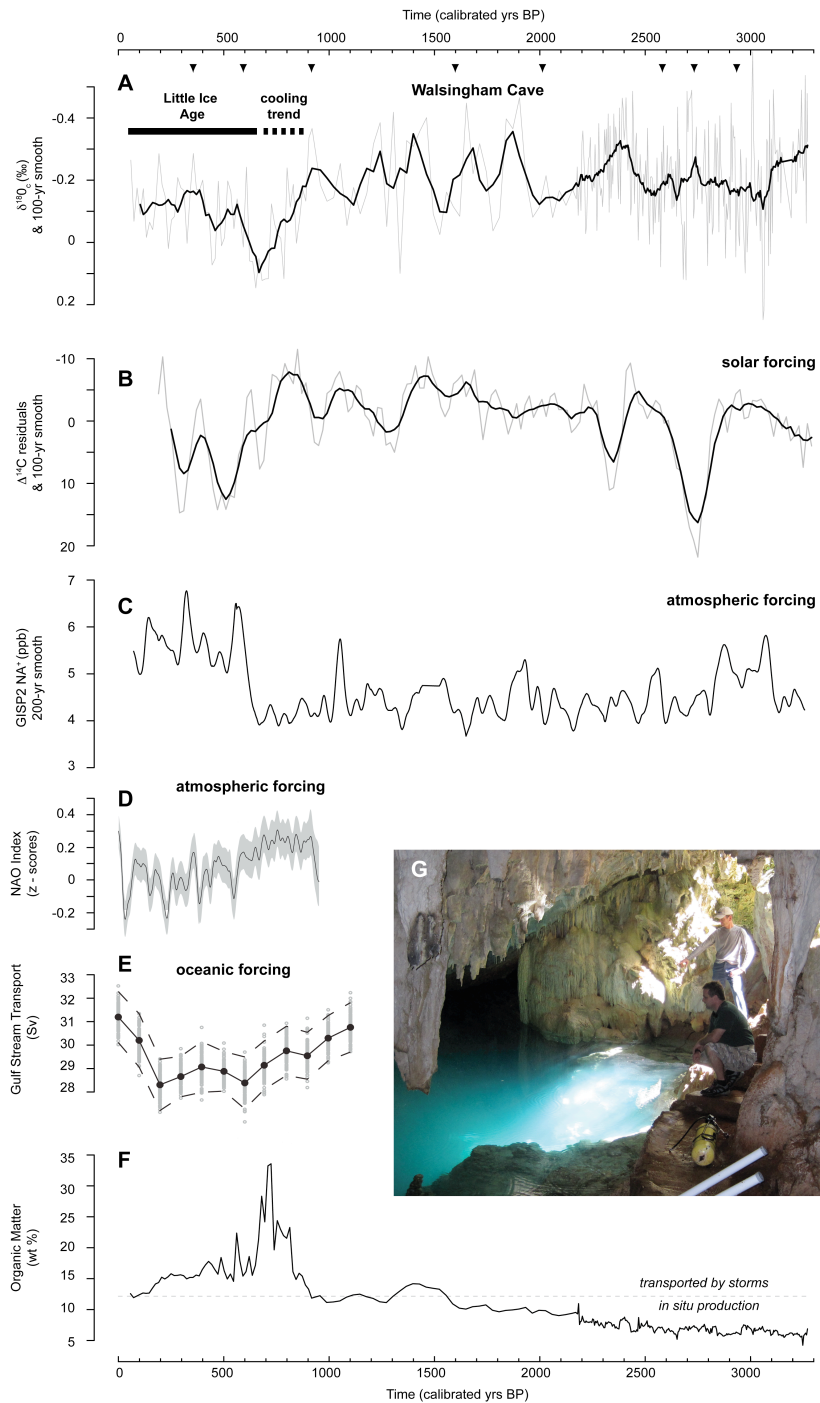 Time (calibrated yrs BP)
0 500 1000 1500 2000 2500 3000
A
Walsingham Cave
Little Ice
Age
cooling
trend
-0.4
-0.2
0
0.2
δ¹⁸Oc (‰)
& 100-yr smooth
B
solar forcing
-10
0
10
20
Δ¹⁴C residuals
& 100-yr smooth
C
atmospheric forcing
7
6
5
4
3
GISP2 NA⁺ (ppb)
200-yr smooth
D
atmospheric forcing
0.4
0.2
0
-0.2
NAO Index
(z - scores)
E
oceanic forcing
33
32
31
30
29
28
Gulf Stream Transport
(Sv)
G
F
35
30
25
20
15
10
5
Organic Matter
(wt %)
transported by storms
in situ production
0 500 1000 1500 2000 2500 3000
Time (calibrated yrs BP)